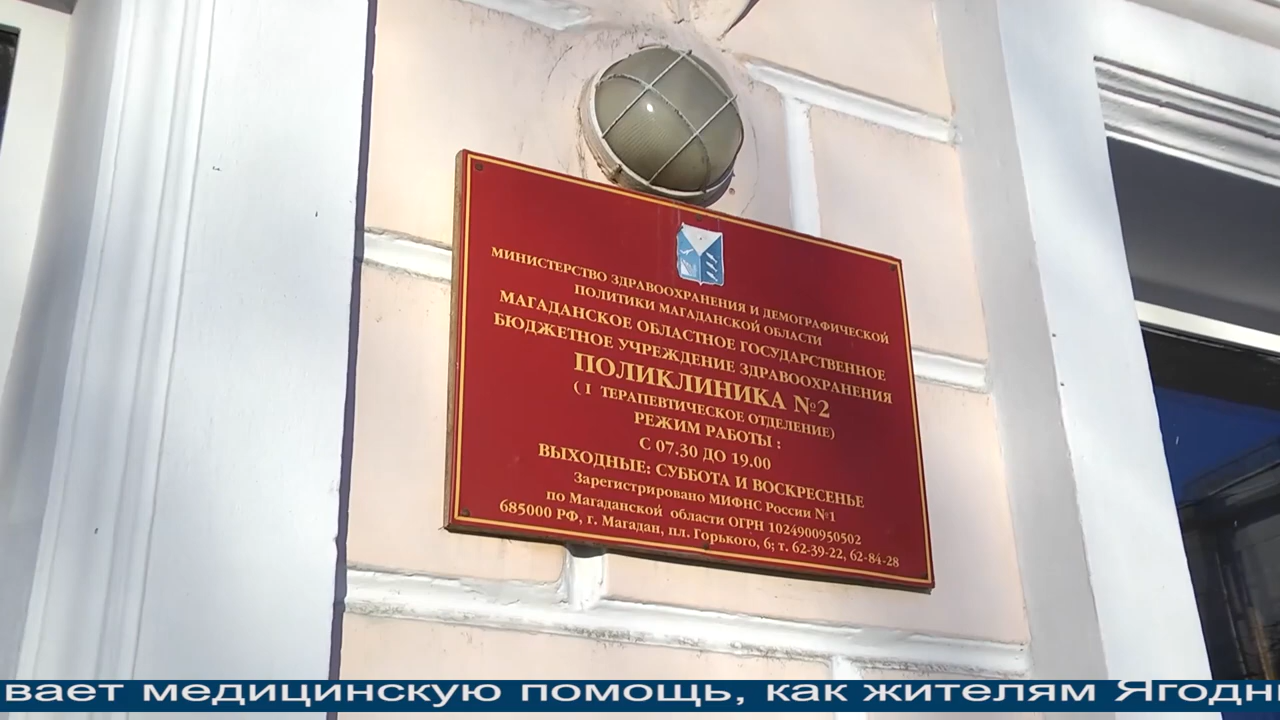 МИНИСТЕРСТВО ЗДРАВООХРАНЕНИЯ И ДЕМОГРАФИЧЕСКОЙ
ПОЛИТИКИ МАГАДАНСКОЙ ОБЛАСТИ
МАГАДАНСКОЕ ОБЛАСТНОЕ ГОСУДАРСТВЕННОЕ
БЮДЖЕТНОЕ УЧРЕЖДЕНИЕ ЗДРАВООХРАНЕНИЯ
ПОЛИКЛИНИКА №2
( I ТЕРАПЕВТИЧЕСКОЕ ОТДЕЛЕНИЕ)
РЕЖИМ РАБОТЫ :
С 07.30 ДО 19.00
ВЫХОДНЫЕ: СУББОТА И ВОСКРЕСЕНЬЕ
Зарегистрировано МИФНС России №1
по Магаданской области ОГРН 1024900950502
685000 РФ, г. Магадан, пл. Горького, 6; т. 62-39-22, 62-84-28
вает медицинскую помощь, как жителям Ягодн